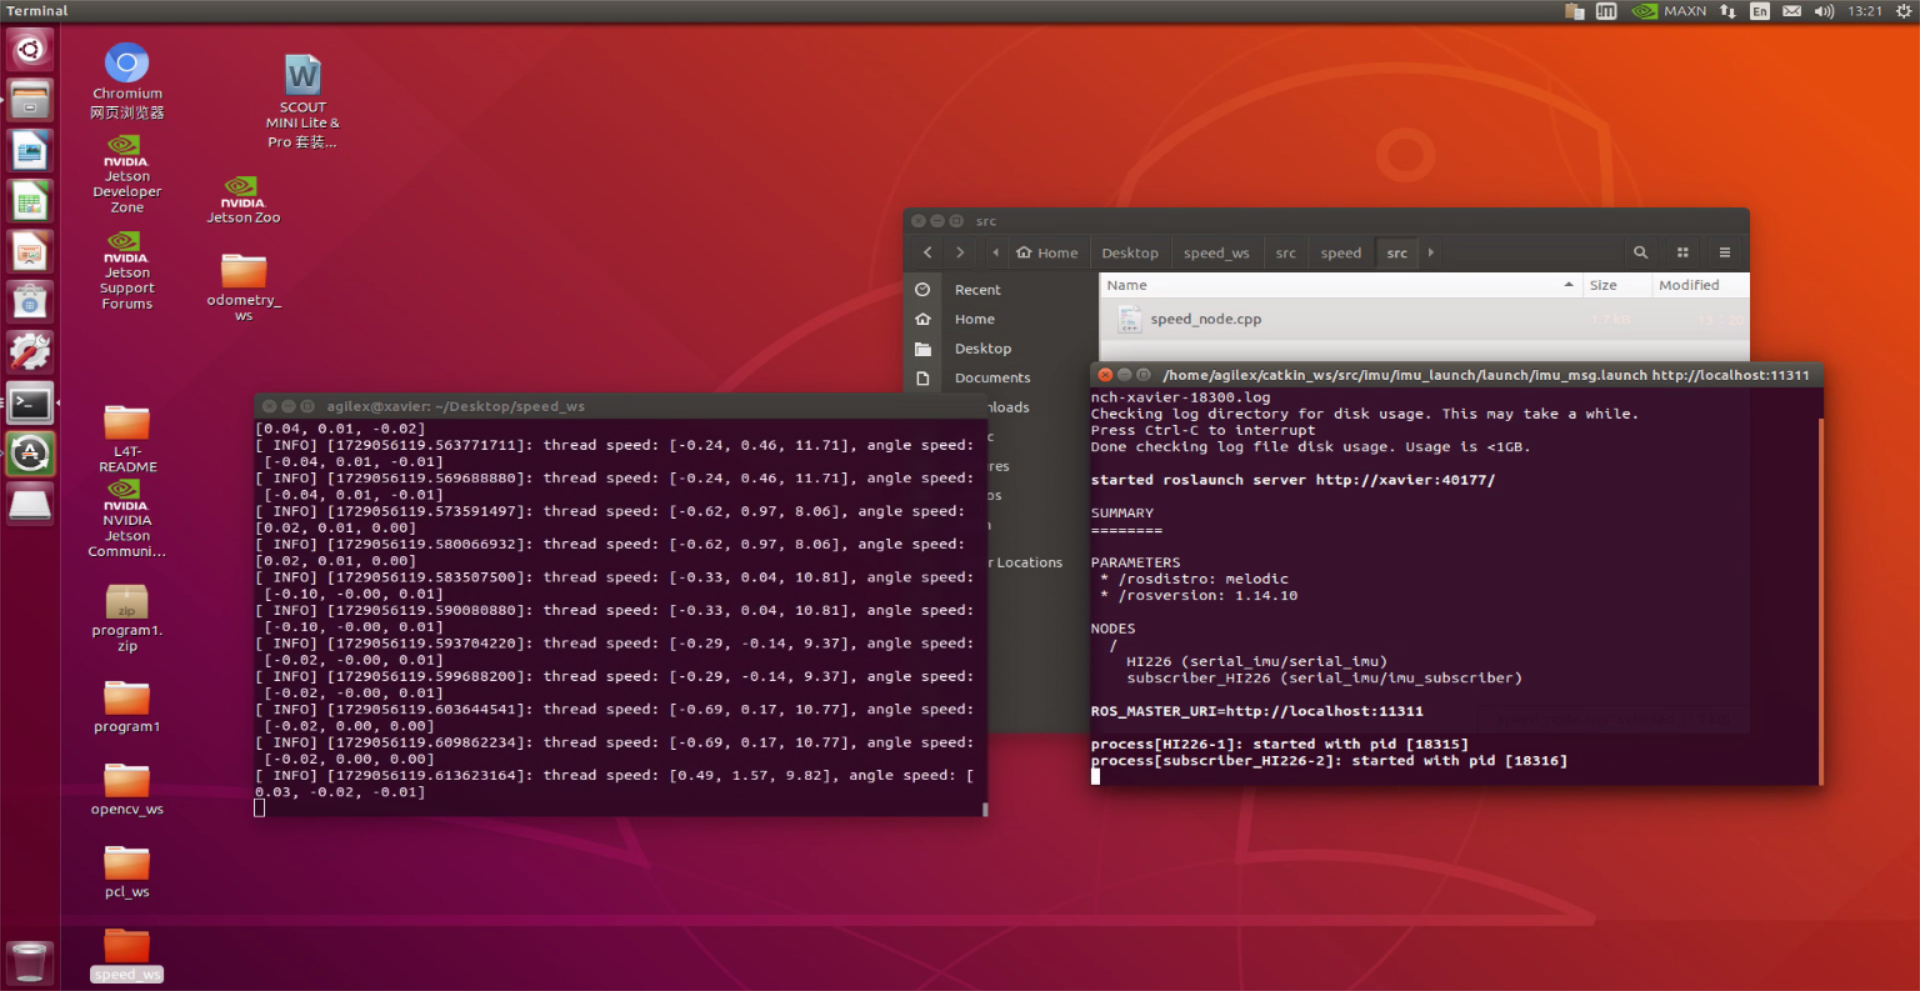 Terminal
MAXN
En
13:21
Chromium
网页浏览器
SCOUT
MINI Lite &
Pro 套装...
NVIDIA.
Jetson
Developer
Zone
NVIDIA.
Jetson Zoo
NVIDIA.
Jetson
Support
Forums
odometry_
ws
L4T-
README
NVIDIA.
NVIDIA
Jetson
Communi...
zip
program1.
zip
program1
opencv_ws
pcl_ws
speed_ws
src
Home
Desktop
speed_ws
src
speed
src
Name
Size
Modified
Recent
Home
Desktop
Documents
nloads
c
res
os
n
r Locations
speed_node.cpp
agilex@xavier: ~/Desktop/speed_ws
[0.04, 0.01, -0.02]
[ INFO] [1729056119.563771711]: thread speed: [-0.24, 0.46, 11.71], angle speed:
[-0.04, 0.01, -0.01]
[ INFO] [1729056119.569688880]: thread speed: [-0.24, 0.46, 11.71], angle speed:
[-0.04, 0.01, -0.01]
[ INFO] [1729056119.573591497]: thread speed: [-0.62, 0.97, 8.06], angle speed:
[0.02, 0.01, 0.00]
[ INFO] [1729056119.580066932]: thread speed: [-0.62, 0.97, 8.06], angle speed:
[0.02, 0.01, 0.00]
[ INFO] [1729056119.583507500]: thread speed: [-0.33, 0.04, 10.81], angle speed:
[-0.10, -0.00, 0.01]
[ INFO] [1729056119.590080880]: thread speed: [-0.33, 0.04, 10.81], angle speed:
[-0.10, -0.00, 0.01]
[ INFO] [1729056119.593704220]: thread speed: [-0.29, -0.14, 9.37], angle speed:
[-0.02, -0.00, 0.01]
[ INFO] [1729056119.599688200]: thread speed: [-0.29, -0.14, 9.37], angle speed:
[-0.02, -0.00, 0.01]
[ INFO] [1729056119.603644541]: thread speed: [-0.69, 0.17, 10.77], angle speed:
[-0.02, 0.00, 0.00]
[ INFO] [1729056119.609862234]: thread speed: [-0.69, 0.17, 10.77], angle speed:
[-0.02, 0.00, 0.00]
[ INFO] [1729056119.613623164]: thread speed: [0.49, 1.57, 9.82], angle speed: [
0.03, -0.02, -0.01]
/home/agilex/catkin_ws/src/imu/imu_launch/launch/imu_msg.launch http://localhost:11311
nch-xavier-18300.log
Checking log directory for disk usage. This may take a while.
Press Ctrl-C to interrupt
Done checking log file disk usage. Usage is <1GB.
started roslaunch server http://xavier:40177/
SUMMARY
========
PARAMETERS
* /rosdistro: melodic
* /rosversion: 1.14.10
NODES
/
HI226 (serial_imu/serial_imu)
subscriber_HI226 (serial_imu/imu_subscriber)
ROS_MASTER_URI=http://localhost:11311
process[HI226-1]: started with pid [18315]
process[subscriber_HI226-2]: started with pid [18316]